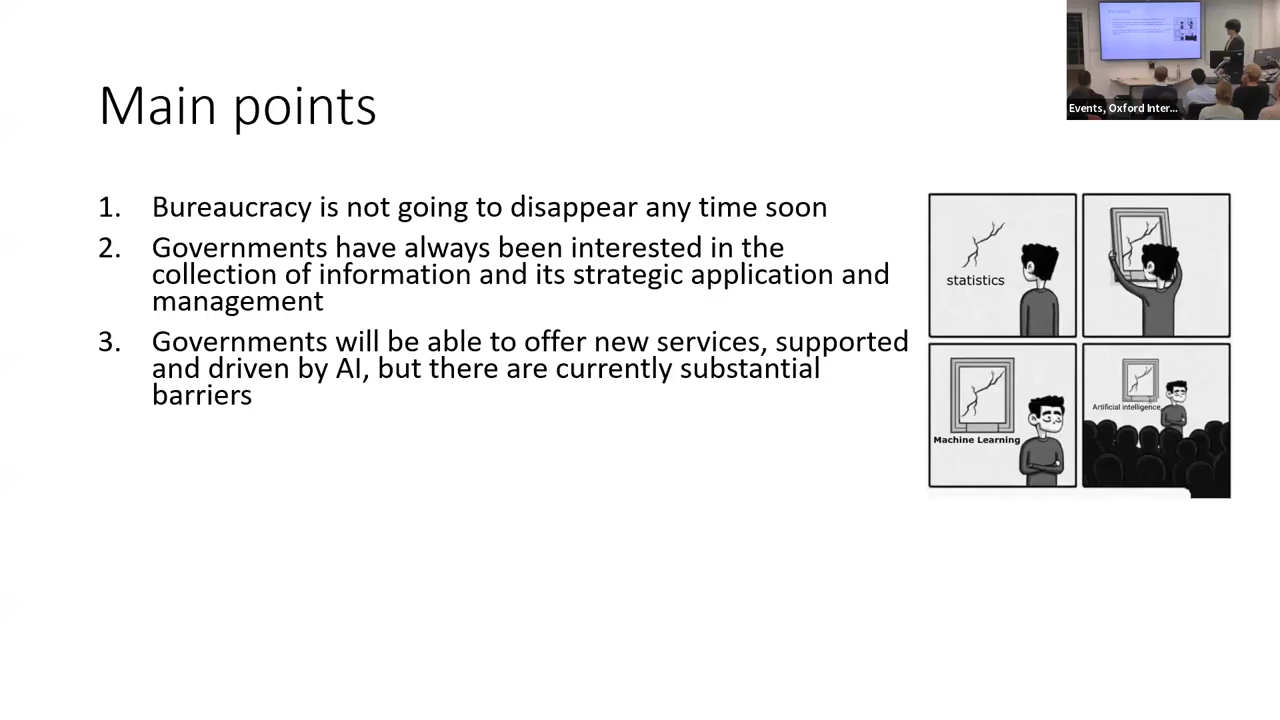 Main points
Events, Oxford Inter...
1. Bureaucracy is not going to disappear any time soon
2. Governments have always been interested in the
collection of information and its strategic application and
management
3. Governments will be able to offer new services, supported
and driven by AI, but there are currently substantial
barriers
statistics
Machine Learning
Artificial intelligence